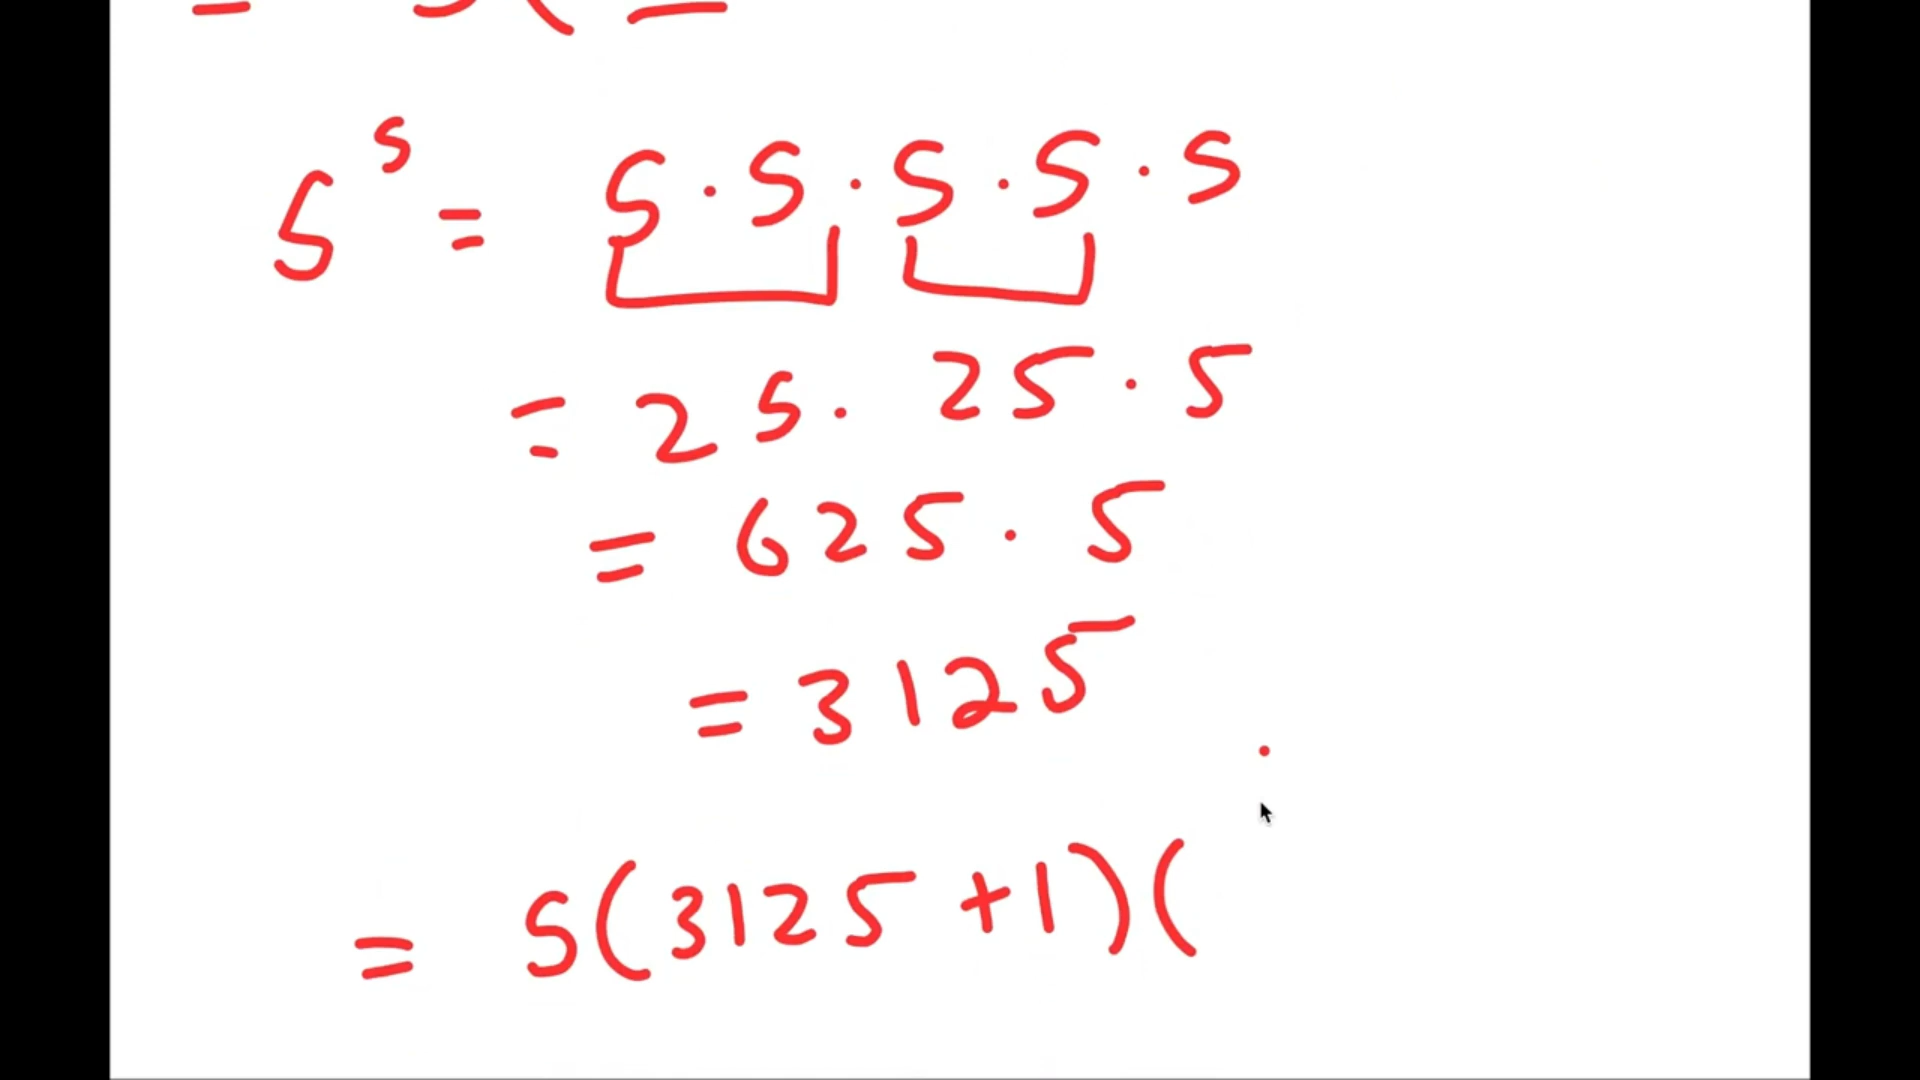 5^5 = 5 · 5 · 5 · 5 · 5
= 25 · 25 · 5
= 625 · 5
= 3125
= 5(3125 + 1)(